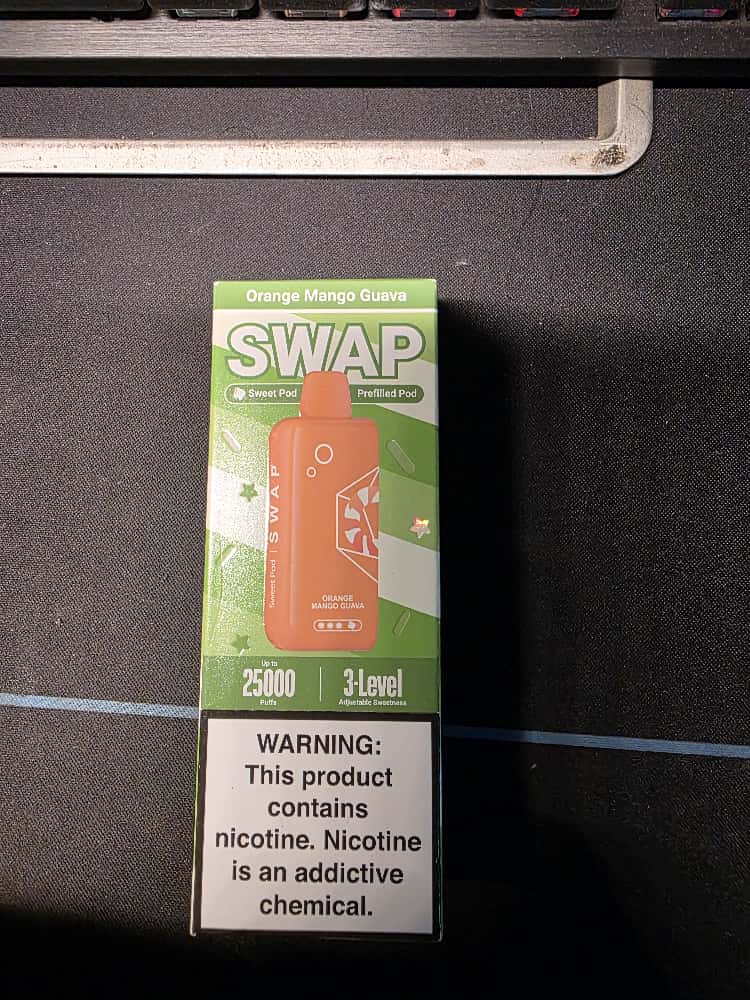 Orange Mango Guava
SWAP
Sweet Pod Prefilled Pod
Sweet Pod | SWAP
ORANGE
MANGO GUAVA
Up to
25000
Puffs
3-Level
Adjustable Sweetness
WARNING:
This product
contains
nicotine. Nicotine
is an addictive
chemical.